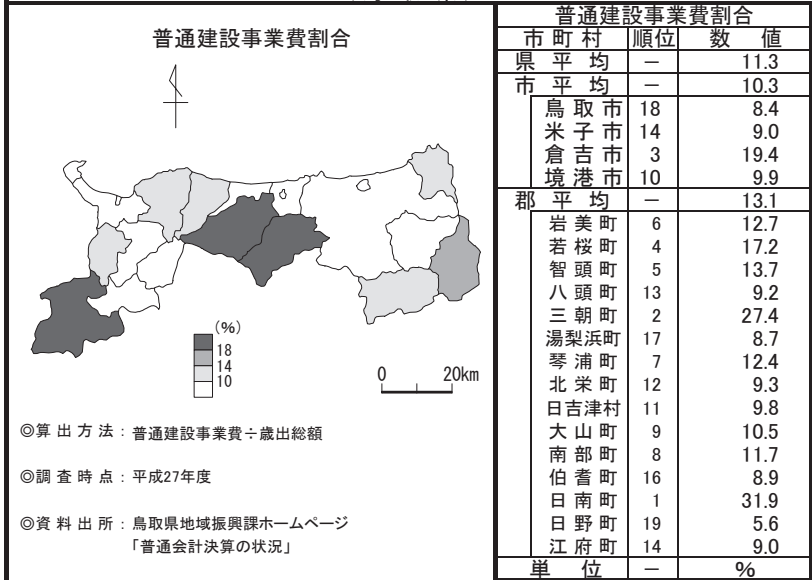 普通建設事業費割合
(%)
18
14
10
0 20km
◎算出方法：普通建設事業費÷歳出総額
◎調査時点：平成27年度
◎資料出所：鳥取県地域振興課ホームページ
「普通会計決算の状況」
普通建設事業費割合
市町村 順位 数値
県平均 － 11.3
市平均 － 10.3
鳥取市 18 8.4
米子市 14 9.0
倉吉市 3 19.4
境港市 10 9.9
郡平均 － 13.1
岩美町 6 12.7
若桜町 4 17.2
智頭町 5 13.7
八頭町 13 9.2
三朝町 2 27.4
湯梨浜町 17 8.7
琴浦町 7 12.4
北栄町 12 9.3
日吉津村 11 9.8
大山町 9 10.5
南部町 8 11.7
伯耆町 16 8.9
日南町 1 31.9
日野町 19 5.6
江府町 14 9.0
単位 － %